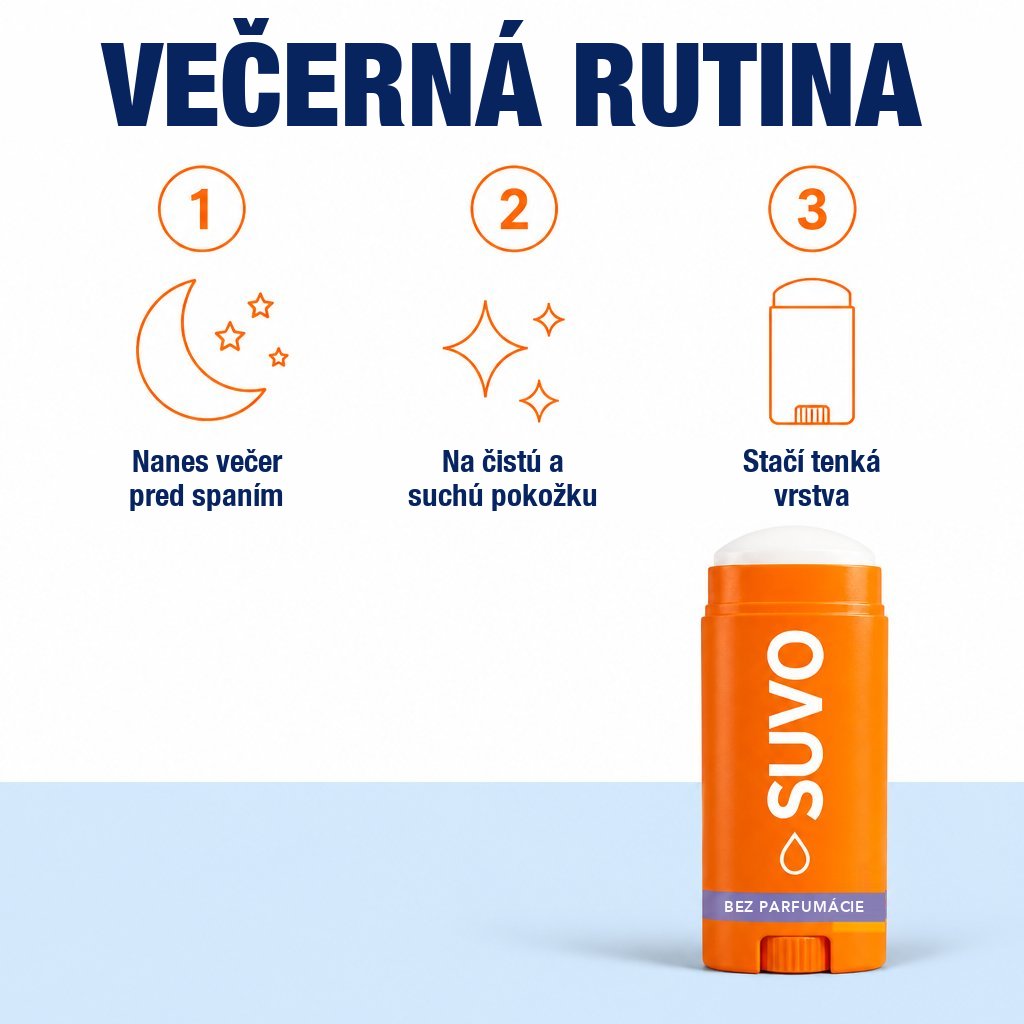 VEČERNÁ RUTINA
1
2
3
Nanes večer
pred spaním
Na čistú a
suchú pokožku
Stačí tenká
vrstva
SUVO
BEZ PARFUMÁCIE